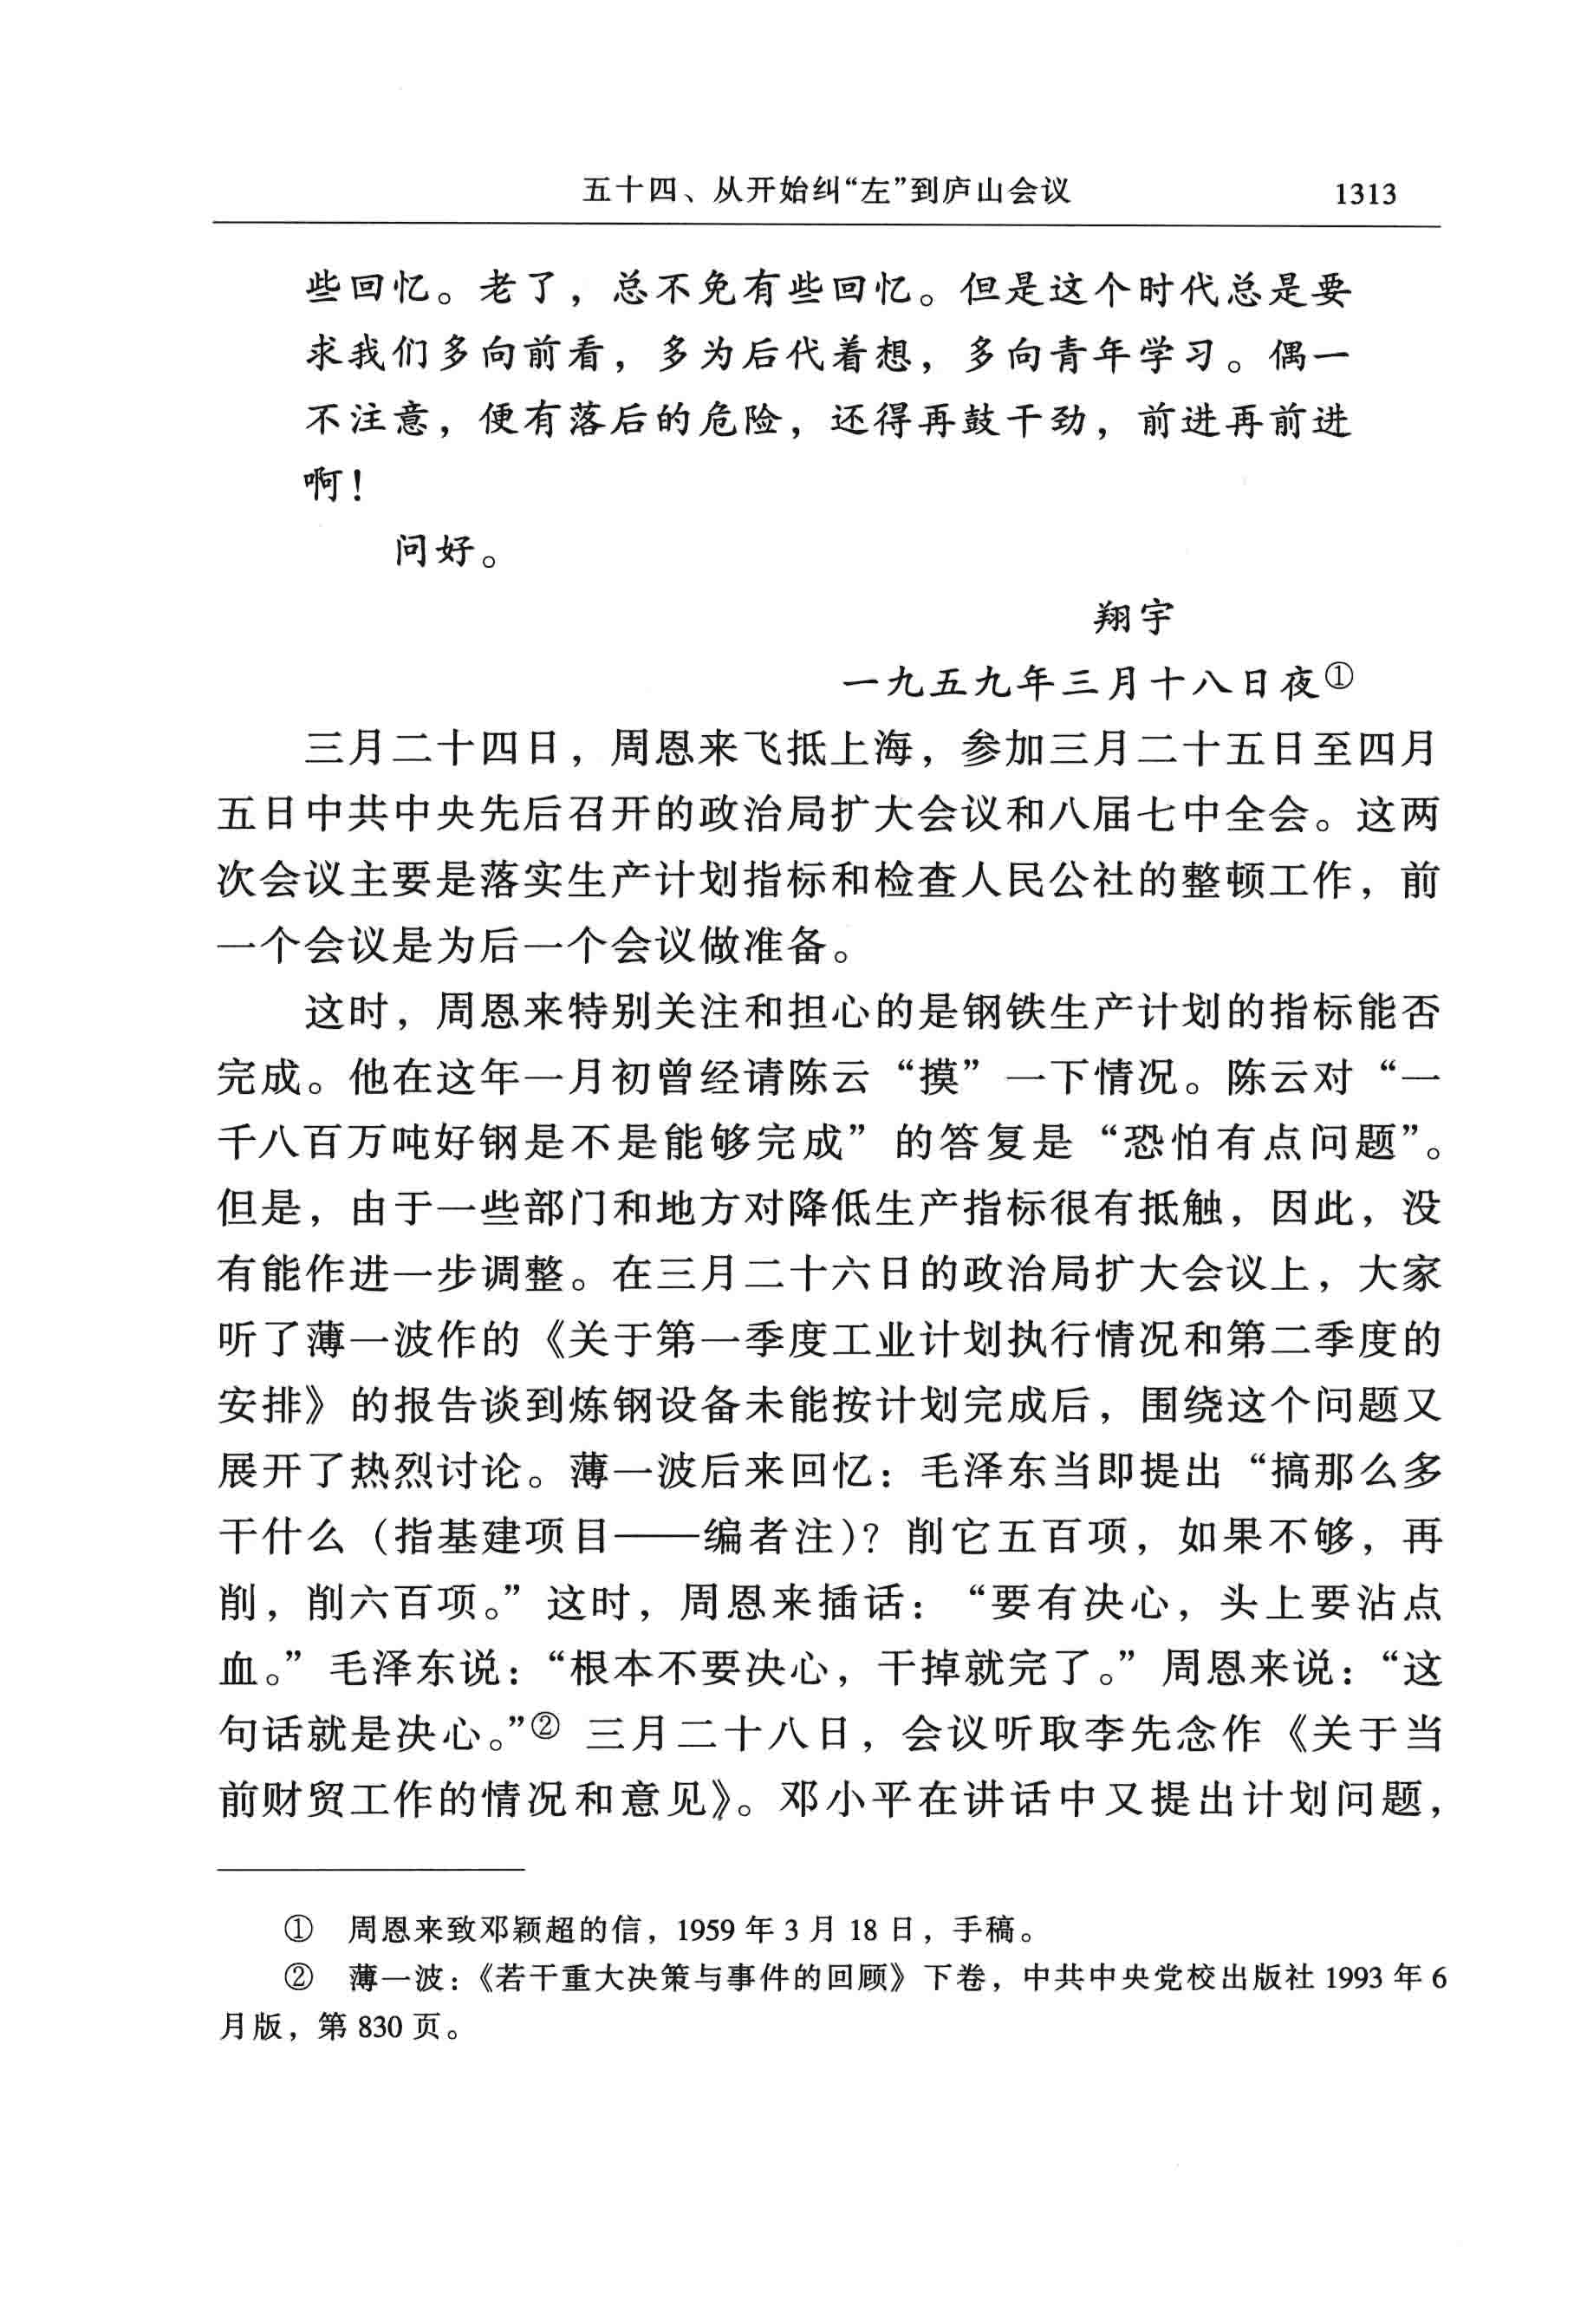 五十四、从开始纠“左”到庐山会议 1313
些回忆。老了，总不免有些回忆。但是这个时代总是要
求我们多向前看，多为后代着想，多向青年学习。偶一
不注意，便有落后的危险，还得再鼓干劲，前进再前进
啊！
问好。
翔宇
一九五九年三月十八日夜①
三月二十四日，周恩来飞抵上海，参加三月二十五日至四月
五日中共中央先后召开的政治局扩大会议和八届七中全会。这两
次会议主要是落实生产计划指标和检查人民公社的整顿工作，前
一个会议是为后一个会议做准备。
这时，周恩来特别关注和担心的是钢铁生产计划的指标能否
完成。他在这年一月初曾经请陈云“摸”一下情况。陈云对“一
千八百万吨好钢是不是能够完成”的答复是“恐怕有点问题”。
但是，由于一些部门和地方对降低生产指标很有抵触，因此，没
有能作进一步调整。在三月二十六日的政治局扩大会议上，大家
听了薄一波作的《关于第一季度工业计划执行情况和第二季度的
安排》的报告谈到炼钢设备未能按计划完成后，围绕这个问题又
展开了热烈讨论。薄一波后来回忆：毛泽东当即提出“搞那么多
干什么（指基建项目——编者注）？削它五百项，如果不够，再
削，削六百项。”这时，周恩来插话：“要有决心，头上要沾点
血。”毛泽东说：“根本不要决心，干掉就完了。”周恩来说：“这
句话就是决心。”② 三月二十八日，会议听取李先念作《关于当
前财贸工作的情况和意见》。邓小平在讲话中又提出计划问题，
① 周恩来致邓颖超的信，1959 年 3 月 18 日，手稿。
② 薄一波：《若干重大决策与事件的回顾》下卷，中共中央党校出版社 1993 年 6
月版，第 830 页。